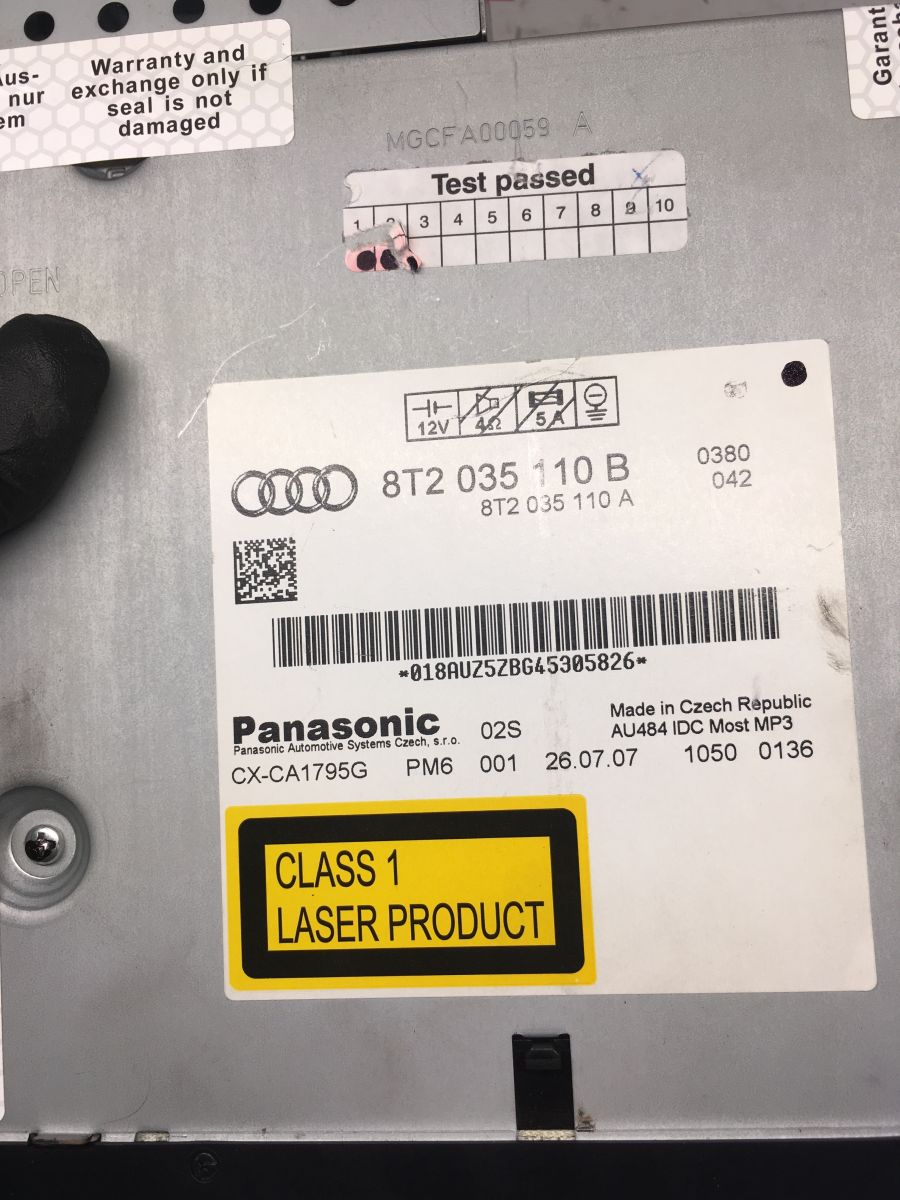 Aus-
nur
em
Warranty and
exchange only if
seal is not
damaged
Garant
MGCFA00059 A
Test passed
1 2 3 4 5 6 7 8 9 10
OPEN
12V 4Ω 5A
8T2 035 110 B
8T2 035 110 A
0380
042
*018AUZ5ZBG45305826*
Panasonic
Panasonic Automotive Systems Czech, s.r.o.
02S
Made in Czech Republic
AU484 IDC Most MP3
CX-CA1795G PM6 001 26.07.07 1050 0136
CLASS 1
LASER PRODUCT